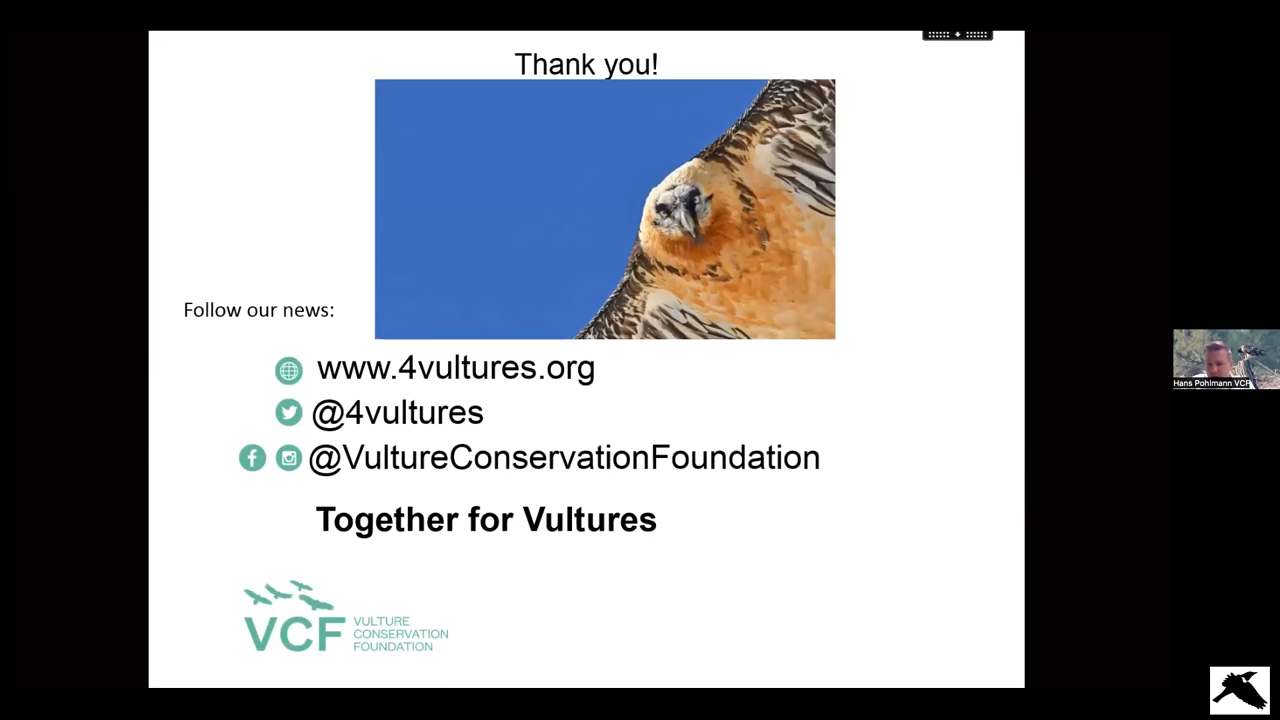 Thank you!
Follow our news:
www.4vultures.org
@4vultures
@VultureConservationFoundation
Together for Vultures
VCF
VULTURE
CONSERVATION
FOUNDATION
Hans Pohlmann VCF